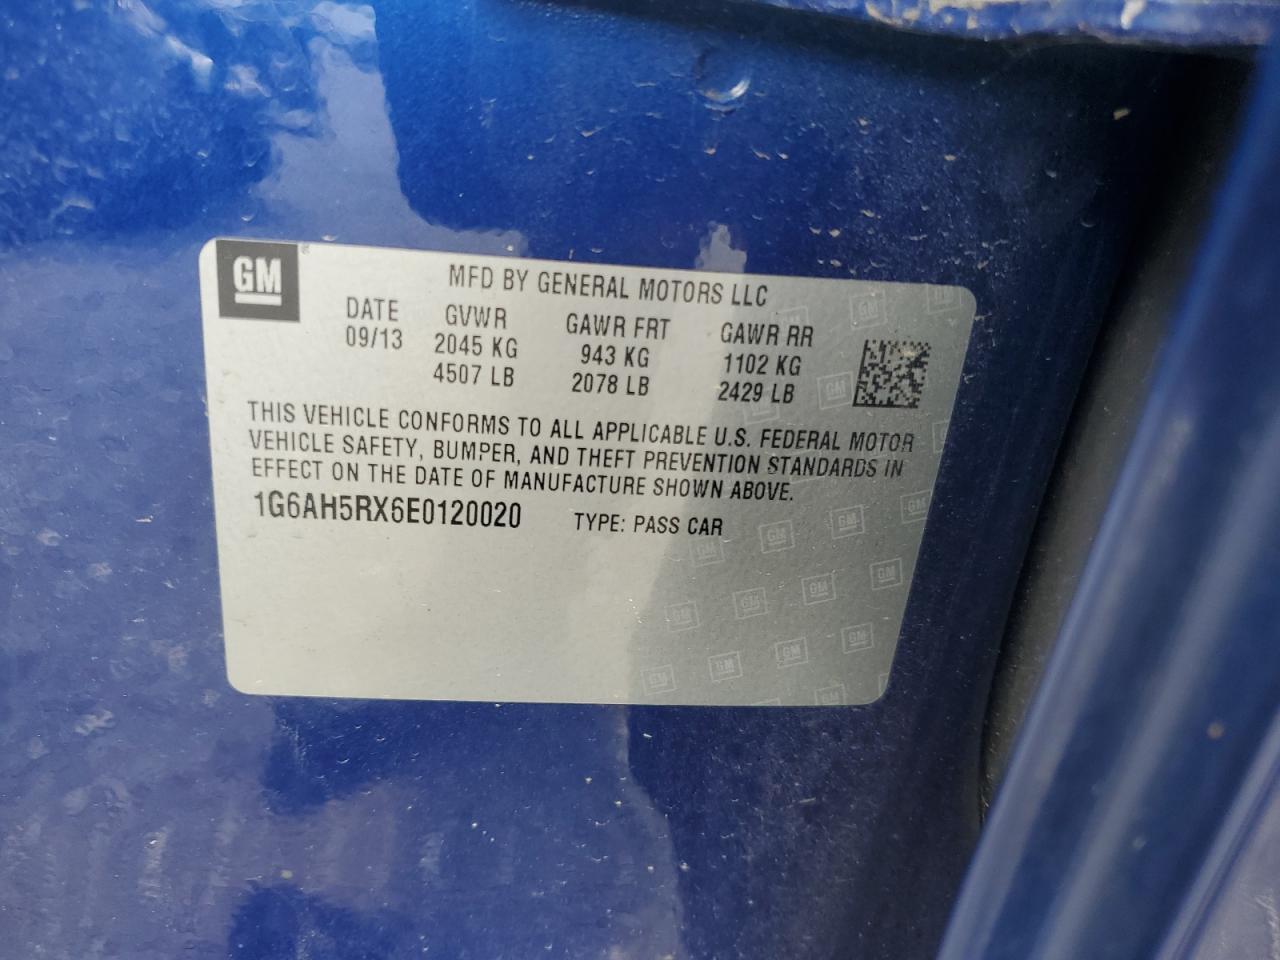 GM
MFD BY GENERAL MOTORS LLC
DATE GVWR GAWR FRT GAWR RR
09/13 2045 KG 943 KG 1102 KG
4507 LB 2078 LB 2429 LB
THIS VEHICLE CONFORMS TO ALL APPLICABLE U.S. FEDERAL MOTOR
VEHICLE SAFETY, BUMPER, AND THEFT PREVENTION STANDARDS IN
EFFECT ON THE DATE OF MANUFACTURE SHOWN ABOVE.
1G6AH5RX6E0120020 TYPE: PASS CAR